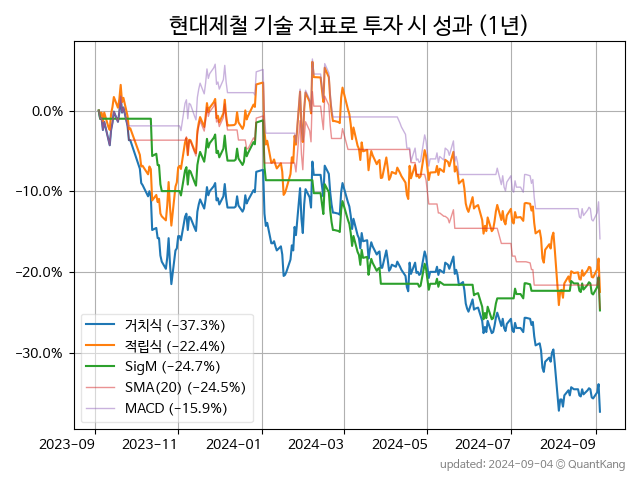 현대제철 기술 지표로 투자 시 성과 (1년)
0.0%
−10.0%
−20.0%
−30.0%
거치식 (−37.3%)
적립식 (−22.4%)
SigM (−24.7%)
SMA(20) (−24.5%)
MACD (−15.9%)
2023-09 2023-11 2024-01 2024-03 2024-05 2024-07 2024-09
updated: 2024-09-04 © QuantKang